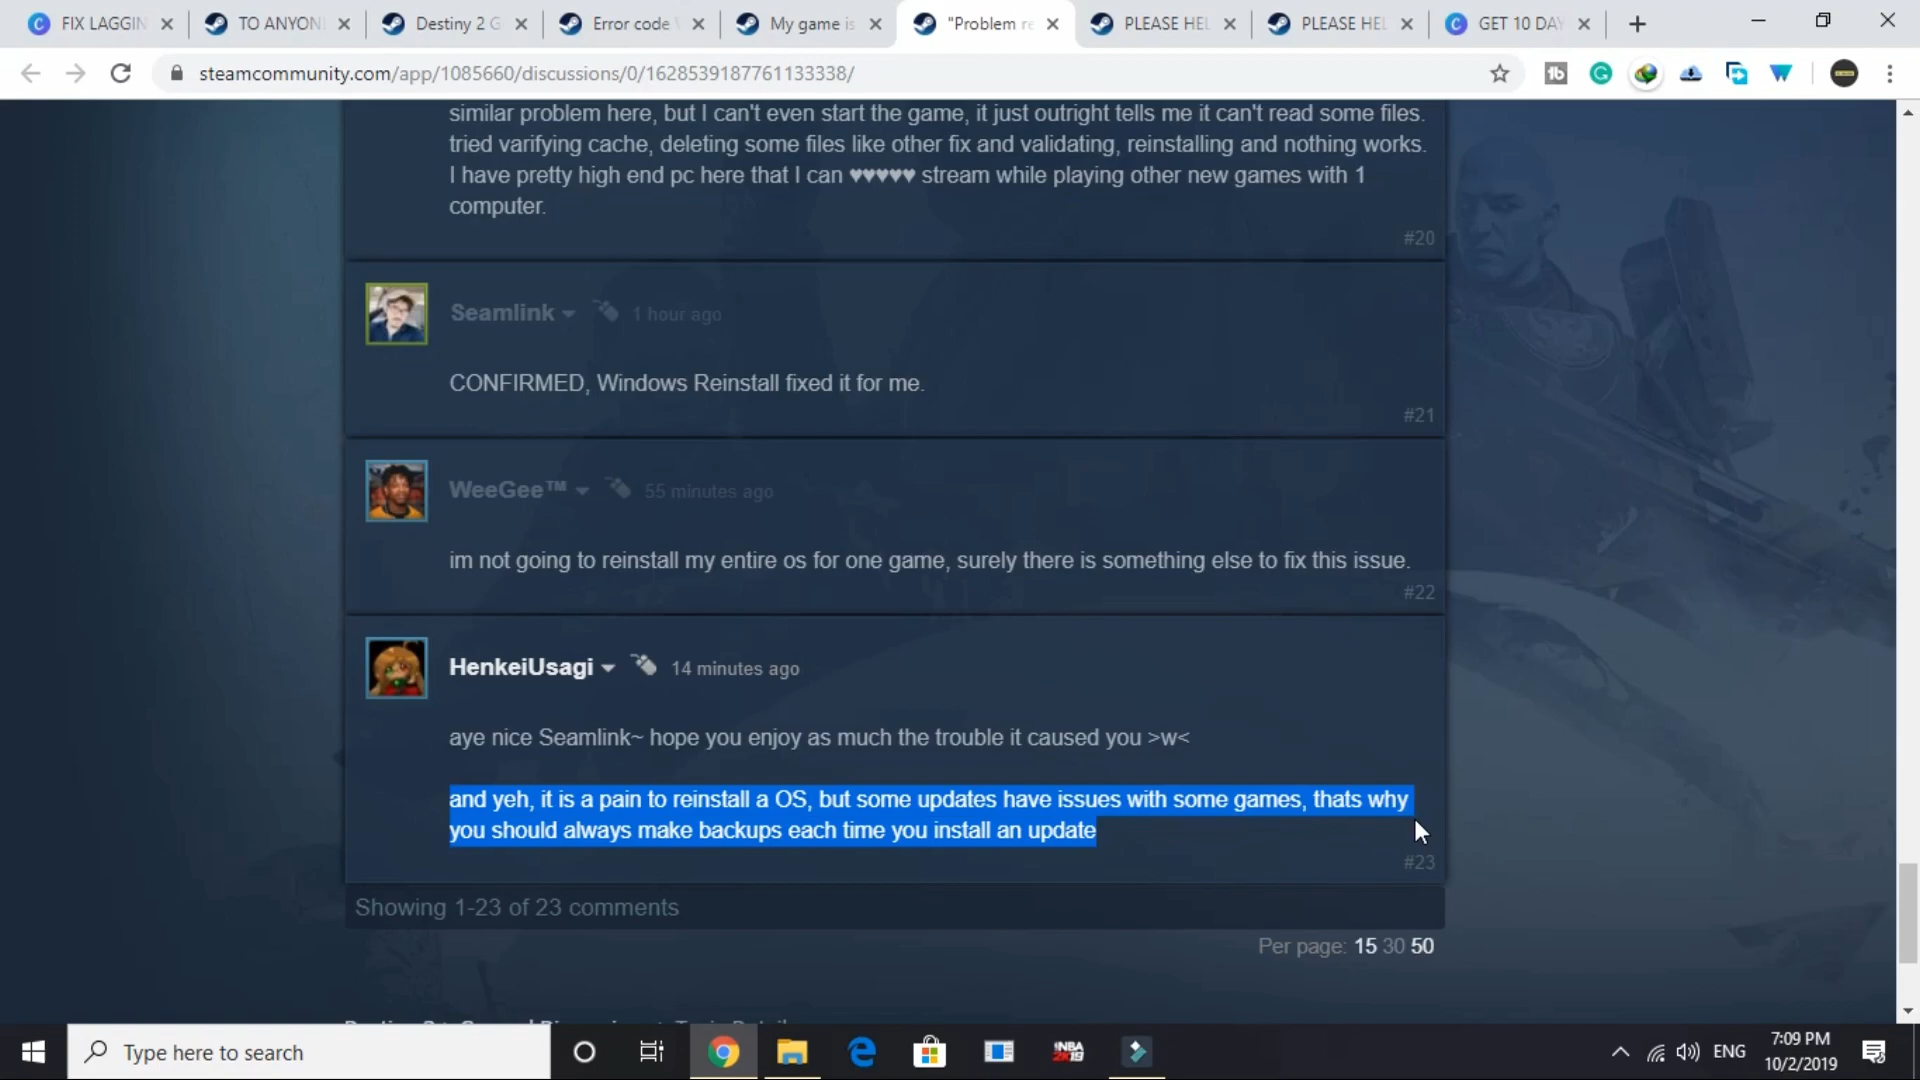 FIX LAGGIN
TO ANYON
Destiny 2 G
Error code
My game is
"Problem re
PLEASE HEL
PLEASE HEL
GET 10 DAY
steamcommunity.com/app/1085660/discussions/0/1628539187761133338/
similar problem here, but I can't even start the game, it just outright tells me it can't read some files.
tried varifying cache, deleting some files like other fix and validating, reinstalling and nothing works.
I have pretty high end pc here that I can ♥♥♥♥♥ stream while playing other new games with 1
computer.
#20
Seamlink 1 hour ago
CONFIRMED, Windows Reinstall fixed it for me.
#21
WeeGee™ 55 minutes ago
im not going to reinstall my entire os for one game, surely there is something else to fix this issue.
#22
HenkeiUsagi 14 minutes ago
aye nice Seamlink~ hope you enjoy as much the trouble it caused you >w<
and yeh, it is a pain to reinstall a OS, but some updates have issues with some games, thats why
you should always make backups each time you install an update
#23
Showing 1-23 of 23 comments
Per page: 15 30 50
Type here to search
NBA
2K19
ENG
7:09 PM
10/2/2019